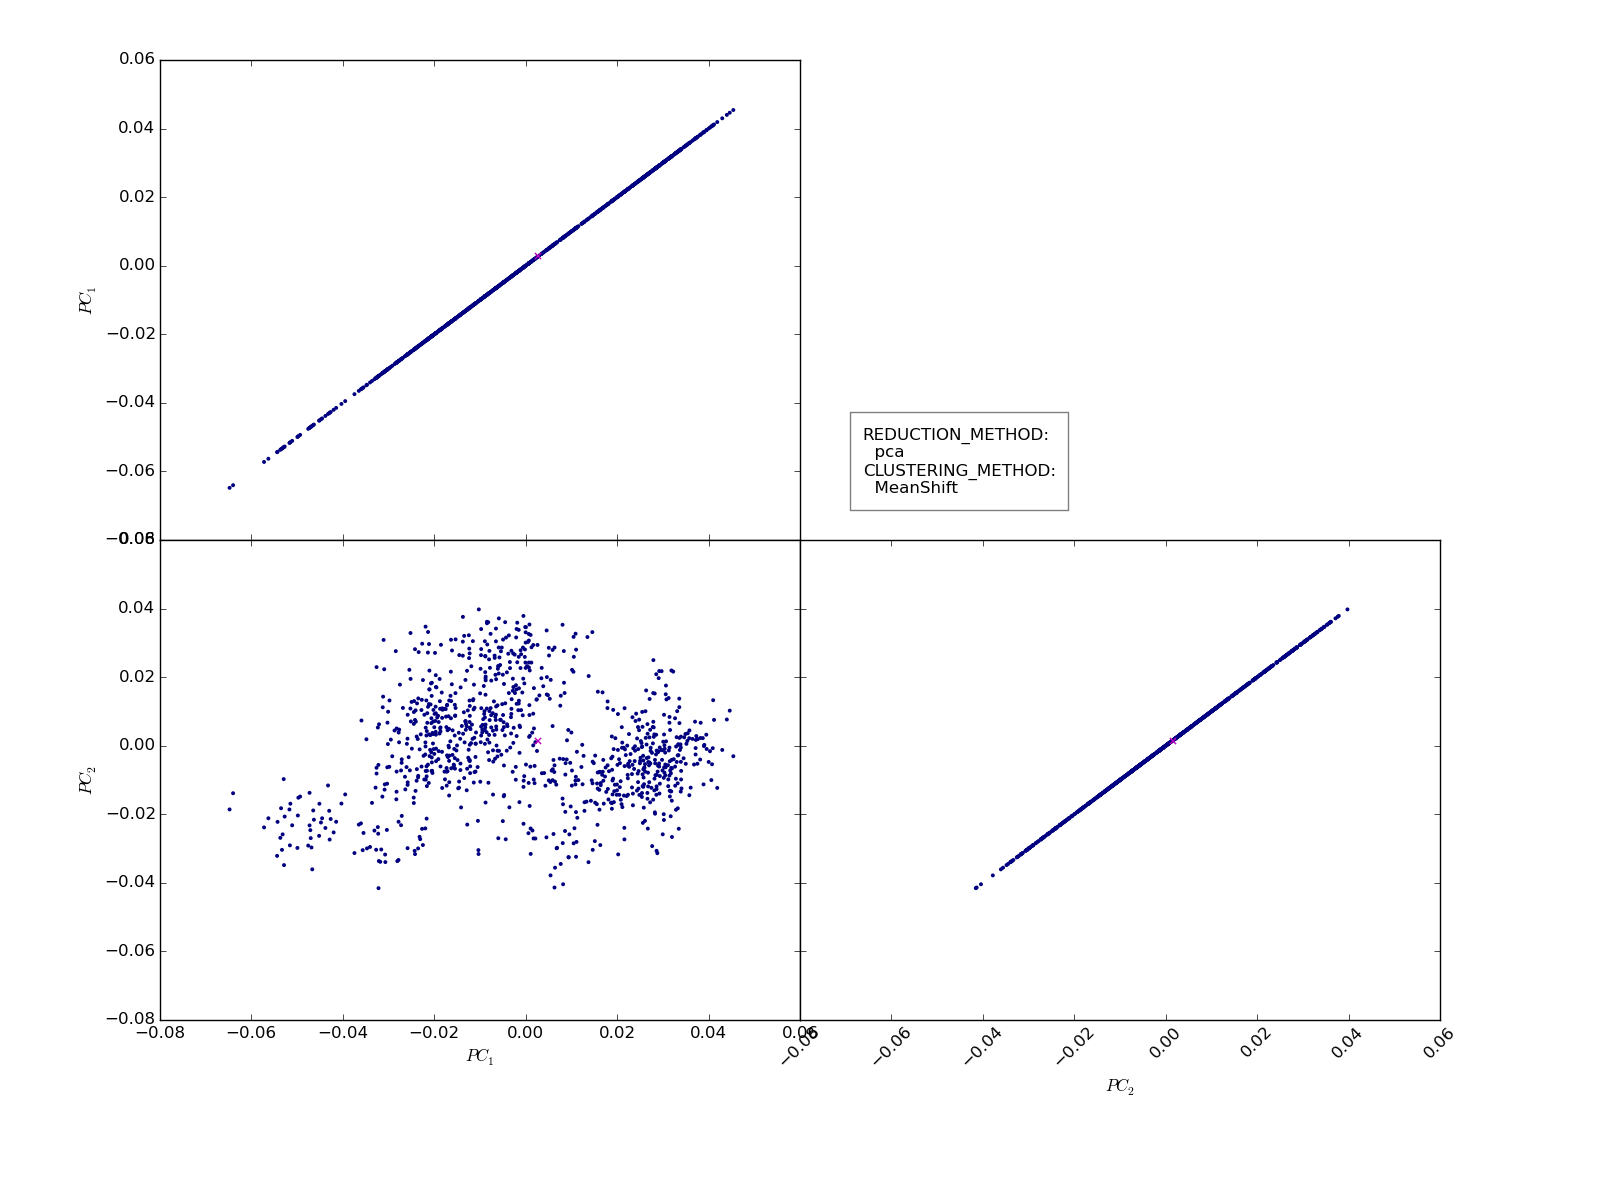 0.06
0.04
0.02
0.00
−0.02
−0.04
−0.06
PC1
REDUCTION_METHOD:
pca
CLUSTERING_METHOD:
MeanShift
0.04
0.02
0.00
−0.02
−0.04
−0.06
−0.08
PC2
−0.08 −0.06 −0.04 −0.02 0.00 0.02 0.04
PC1
−0.06 −0.04 −0.02 0.00 0.02 0.04 0.06
PC2